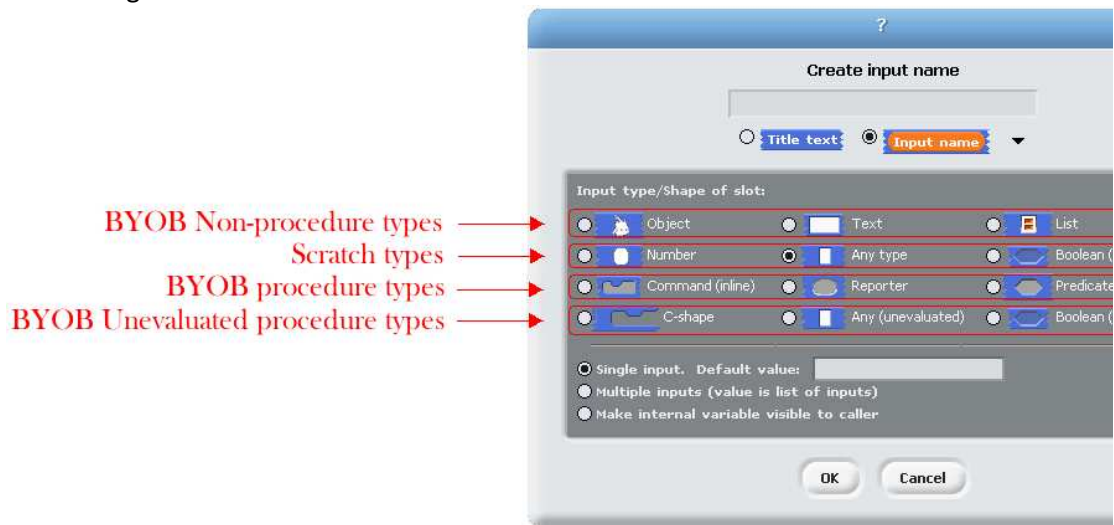 ?
Create input name
Title text Input name
Input type/Shape of slot:
BYOB Non-procedure types Object Text List
Scratch types Number Any type Boolean (
BYOB procedure types Command (inline) Reporter Predicate
BYOB Unevaluated procedure types C-shape Any (unevaluated) Boolean (
Single input. Default value:
Multiple inputs (value is list of inputs)
Make internal variable visible to caller
OK Cancel